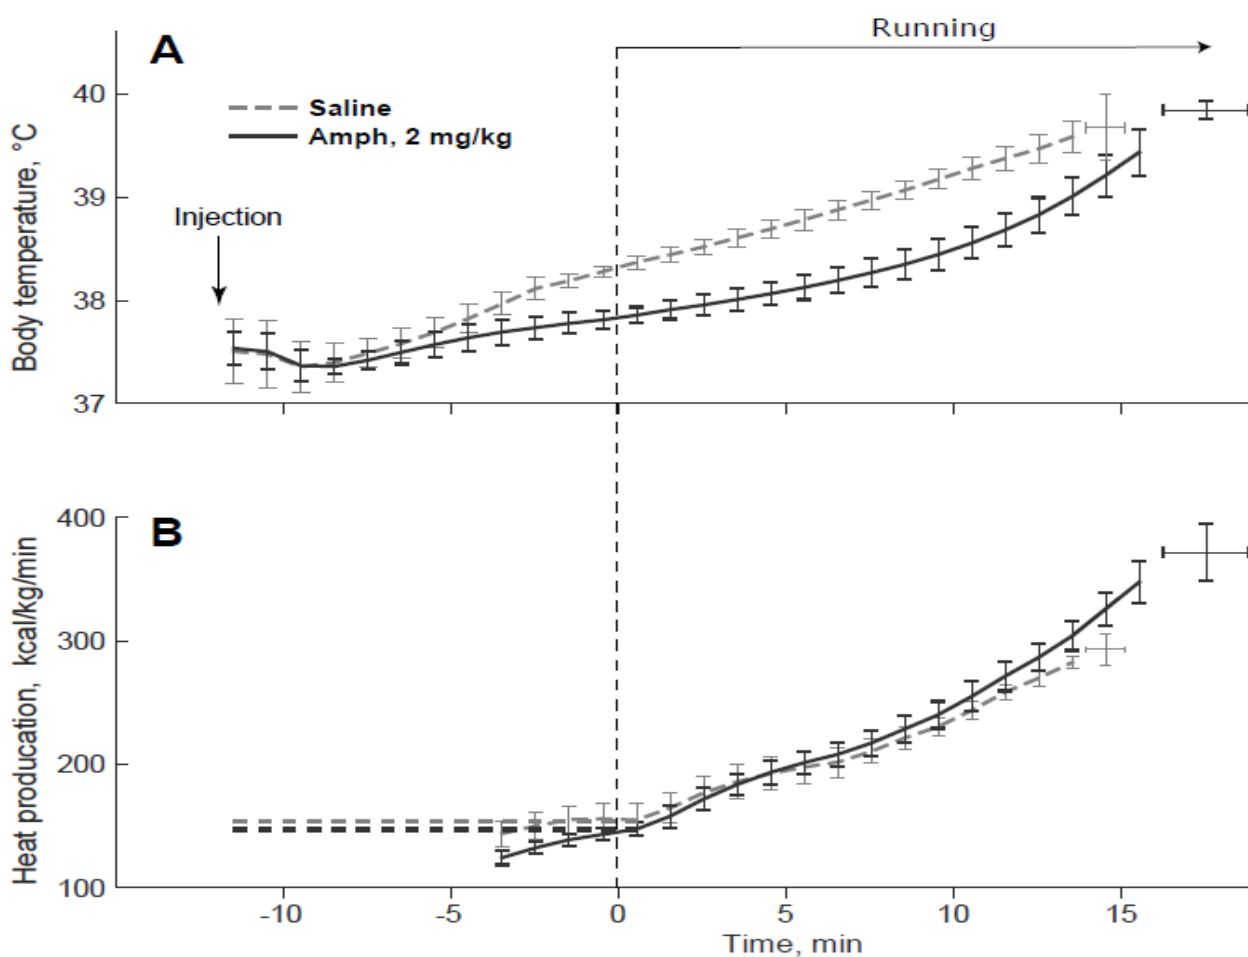 Running
A
40
Saline
Amph, 2 mg/kg
39
Injection
38
37
Body temperature, °C
400
B
300
200
100
Heat producation, kcal/kg/min
-10
-5
0
5
10
15
Time, min